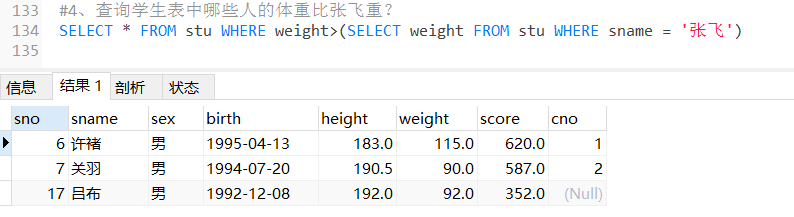 133 #4、查询学生表中哪些人的体重比张飞重？
134 SELECT * FROM stu WHERE weight>(SELECT weight FROM stu WHERE sname = '张飞')
135
信息 结果 1 剖析 状态
sno sname sex birth height weight score cno
6 许褚 男 1995-04-13 183.0 115.0 620.0 1
7 关羽 男 1994-07-20 190.5 90.0 587.0 2
17 吕布 男 1992-12-08 192.0 92.0 352.0 (Null)